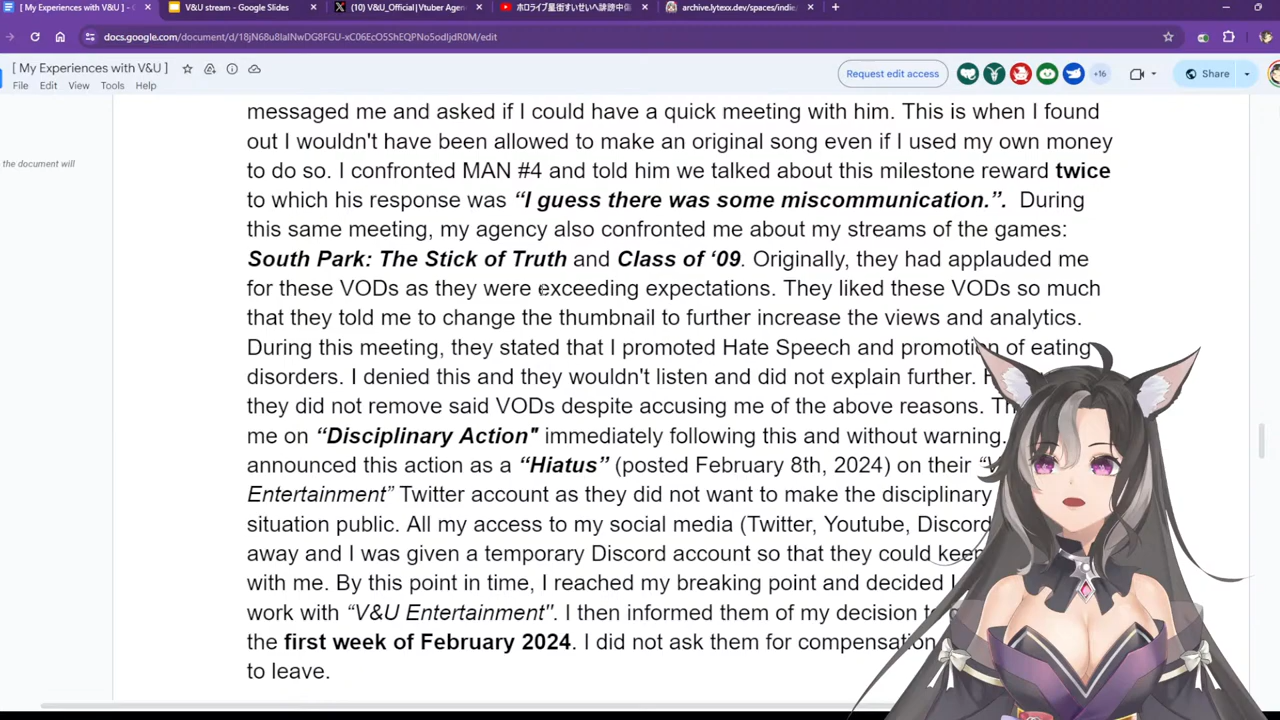 [ My Experiences with V&U ]
V&U stream - Google Slides
(10) V&U_Official|Vtuber Agen
ホロライブ星街すいせいへ誹謗中傷
archive.lytexx.dev/spaces/indie
[ My Experiences with V&U ]
File Edit View Tools Help
Request edit access
+16
Share
the document will
messaged me and asked if I could have a quick meeting with him. This is when I found
out I wouldn't have been allowed to make an original song even if I used my own money
to do so. I confronted MAN #4 and told him we talked about this milestone reward twice
to which his response was “I guess there was some miscommunication.”. During
this same meeting, my agency also confronted me about my streams of the games:
South Park: The Stick of Truth and Class of ‘09. Originally, they had applauded me
for these VODs as they were exceeding expectations. They liked these VODs so much
that they told me to change the thumbnail to further increase the views and analytics.
During this meeting, they stated that I promoted Hate Speech and promotion of eating
disorders. I denied this and they wouldn't listen and did not explain further.
they did not remove said VODs despite accusing me of the above reasons.
me on “Disciplinary Action" immediately following this and without warning.
announced this action as a “Hiatus” (posted February 8th, 2024) on their
Entertainment” Twitter account as they did not want to make the disciplinary
situation public. All my access to my social media (Twitter, Youtube, Discord
away and I was given a temporary Discord account so that they could keep
with me. By this point in time, I reached my breaking point and decided I
work with “V&U Entertainment". I then informed them of my decision to
the first week of February 2024. I did not ask them for compensation
to leave.